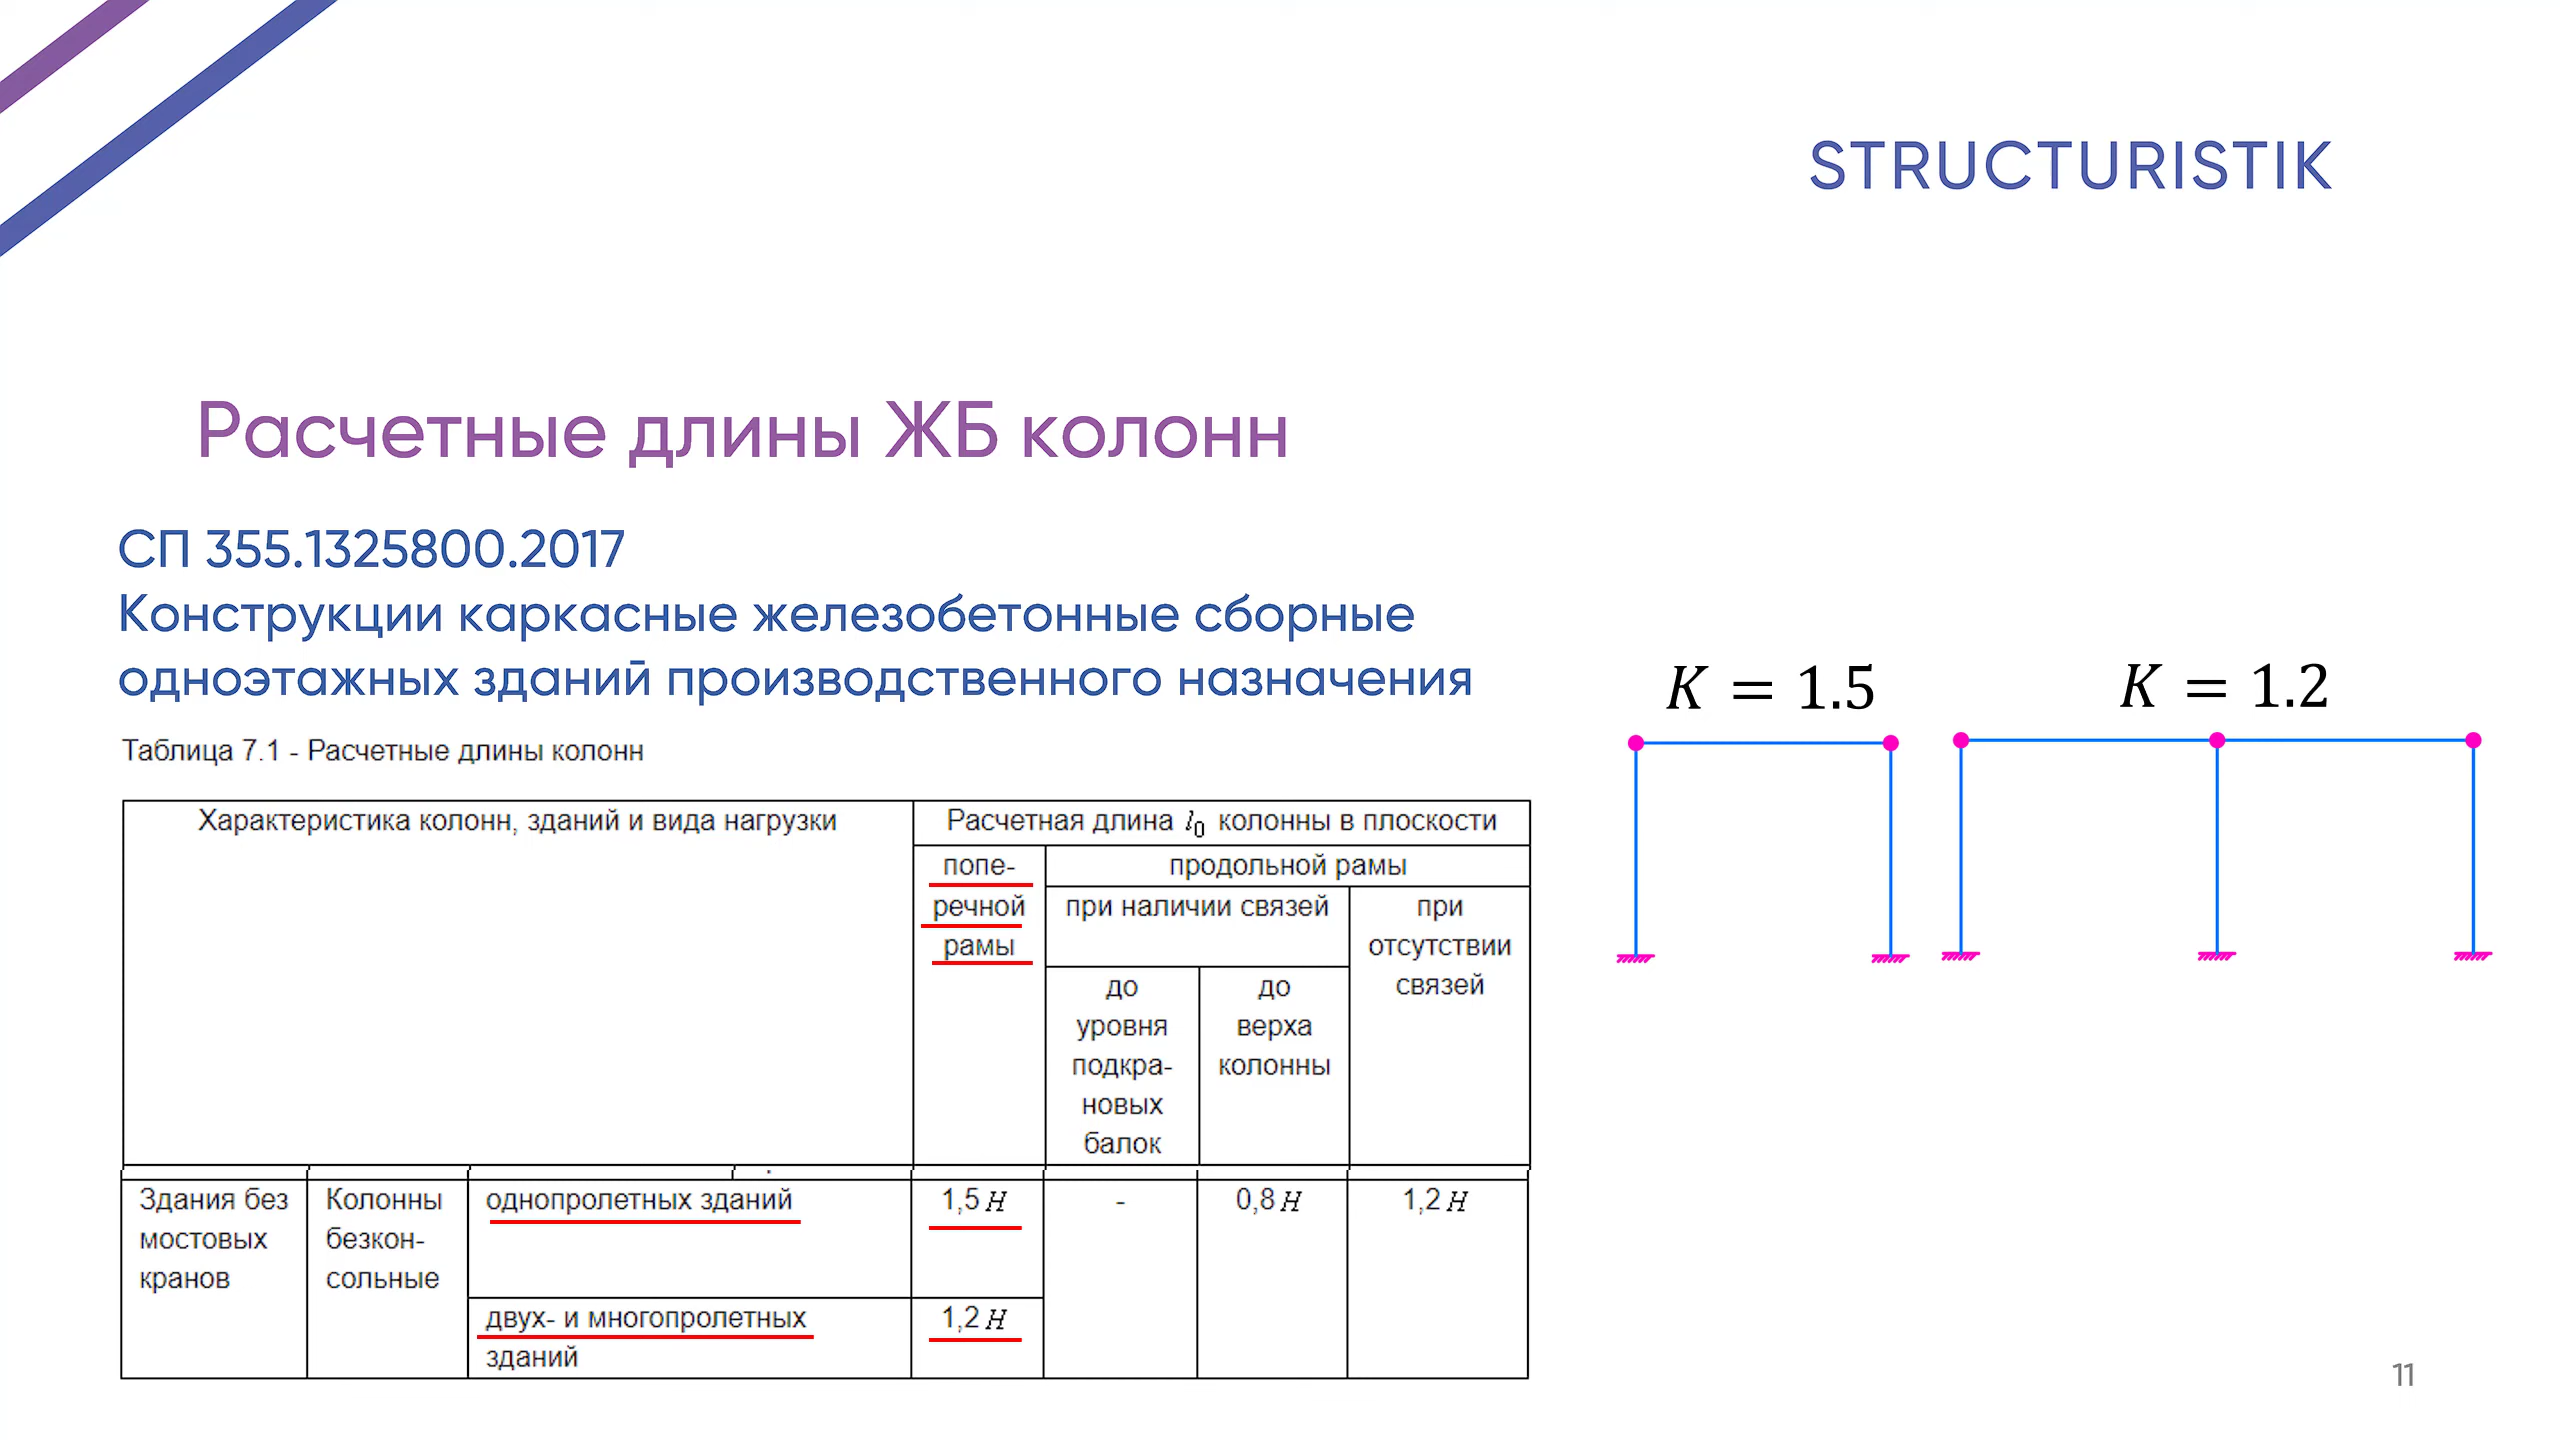 STRUCTURISTIK
Расчетные длины ЖБ колонн
СП 355.1325800.2017
Конструкции каркасные железобетонные сборные
одноэтажных зданий производственного назначения
Таблица 7.1 - Расчетные длины колонн
Характеристика колонн, зданий и вида нагрузки
Расчетная длина l₀ колонны в плоскости
попе-
речной
рамы
продольной рамы
при наличии связей
при
отсутствии
связей
до
уровня
подкра-
новых
балок
до
верха
колонны
Здания без
мостовых
кранов
Колонны
безкон-
сольные
однопролетных зданий
1,5 H
-
0,8 H
1,2 H
двух- и многопролетных
зданий
1,2 H
K = 1.5
K = 1.2
11